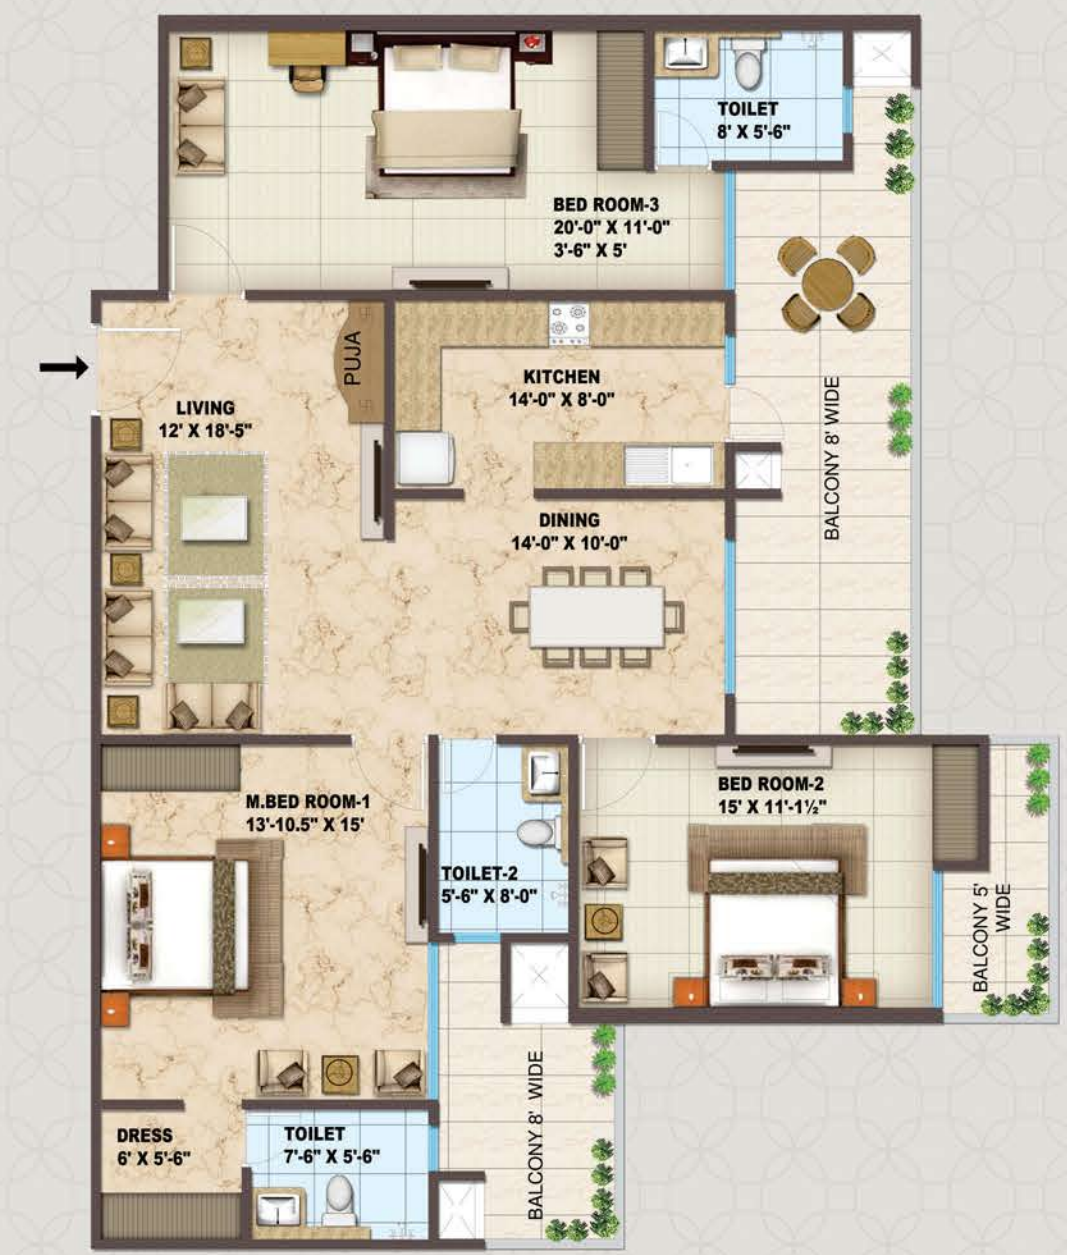 TOILET
8' X 5'-6"
BED ROOM-3
20'-0" X 11'-0"
3'-6" X 5'
PUJA
KITCHEN
14'-0" X 8'-0"
LIVING
12' X 18'-5"
BALCONY 8' WIDE
DINING
14'-0" X 10'-0"
M.BED ROOM-1
13'-10.5" X 15'
BED ROOM-2
15' X 11'-1½"
TOILET-2
5'-6" X 8'-0"
BALCONY 5'
WIDE
BALCONY 8' WIDE
DRESS
6' X 5'-6"
TOILET
7'-6" X 5'-6"